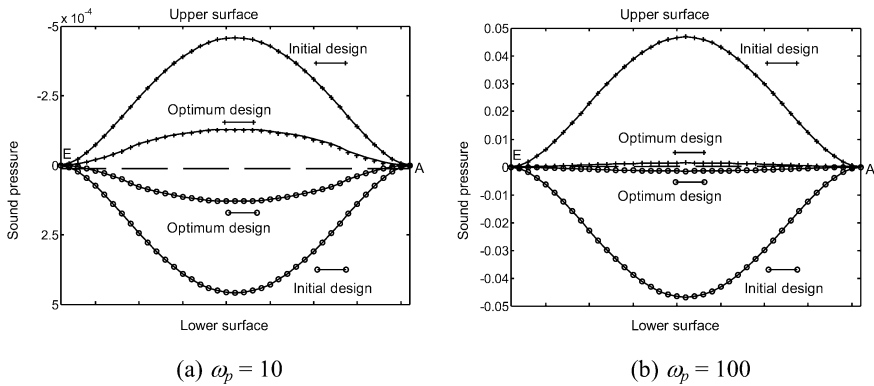 Upper surface
-5 x 10⁻⁴
Initial design
-2.5
Optimum design
E
0
A
Sound pressure
Optimum design
2.5
Initial design
5
Lower surface
(a) ωₚ = 10
Upper surface
0.05
Initial design
0.04
0.03
0.02
Optimum design
0.01
E
0.00
A
Sound pressure
-0.01
Optimum design
-0.02
-0.03
-0.04
Initial design
-0.05
Lower surface
(b) ωₚ = 100